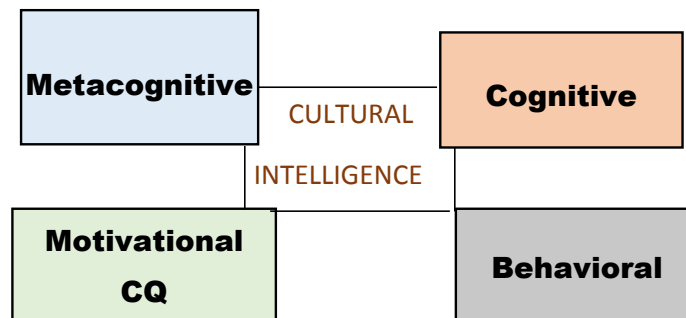 Metacognitive
Cognitive
CULTURAL
INTELLIGENCE
Motivational
CQ
Behavioral